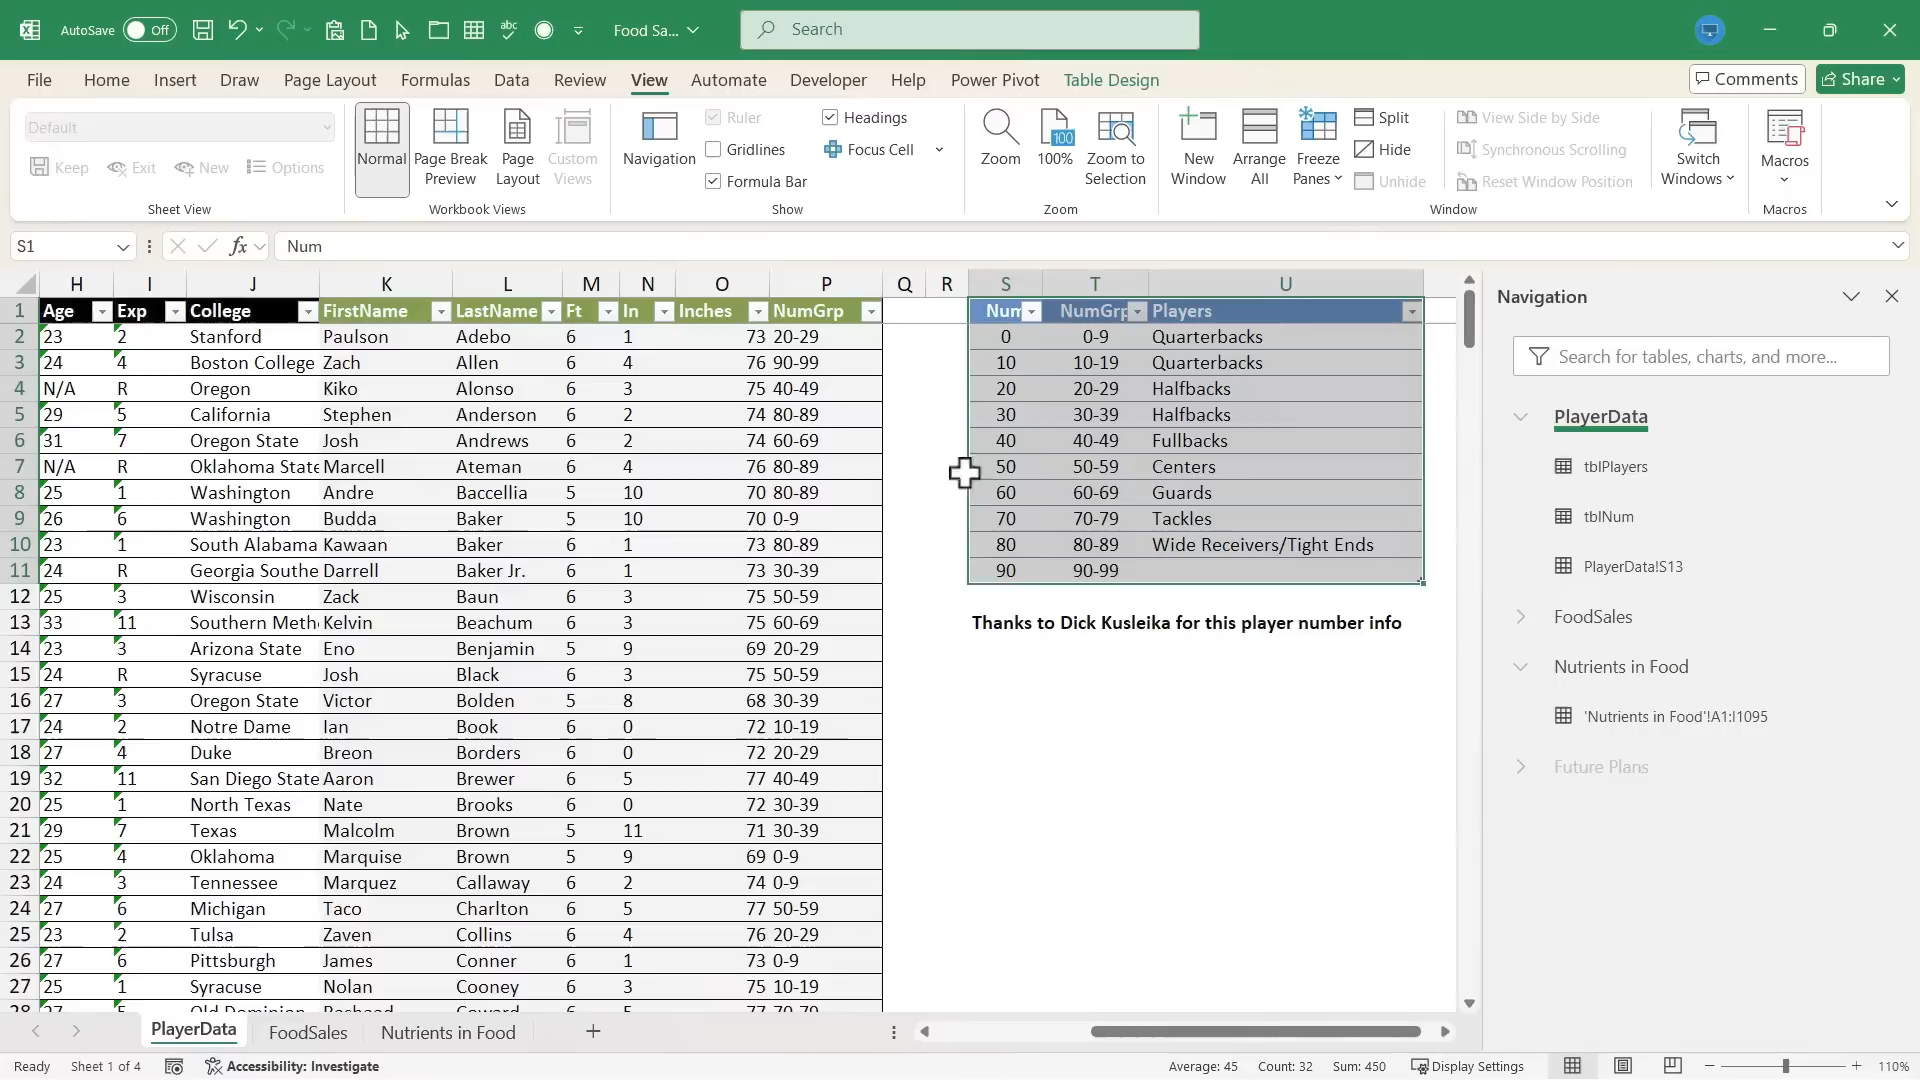 AutoSave Off Food Sa... Search
File Home Insert Draw Page Layout Formulas Data Review View Automate Developer Help Power Pivot Table Design Comments Share
Default
Keep Exit New Options
Sheet View
Normal Page Break Preview Page Layout Custom Views
Workbook Views
Navigation
Ruler Headings
Gridlines Focus Cell
Formula Bar
Show
Zoom 100% Zoom to Selection
Zoom
New Window Arrange All Freeze Panes
Split View Side by Side
Hide Synchronous Scrolling
Unhide Reset Window Position
Switch Windows
Window
Macros
Macros
S1 fx Num
H I J K L M N O P Q R S T U
1 Age Exp College FirstName LastName Ft In Inches NumGrp Num NumGrp Players
2 23 2 Stanford Paulson Adebo 6 1 73 20-29 0 0-9 Quarterbacks
3 24 4 Boston College Zach Allen 6 4 76 90-99 10 10-19 Quarterbacks
4 N/A R Oregon Kiko Alonso 6 3 75 40-49 20 20-29 Halfbacks
5 29 5 California Stephen Anderson 6 2 74 80-89 30 30-39 Halfbacks
6 31 7 Oregon State Josh Andrews 6 2 74 60-69 40 40-49 Fullbacks
7 N/A R Oklahoma State Marcell Ateman 6 4 76 80-89 50 50-59 Centers
8 25 1 Washington Andre Baccellia 5 10 70 80-89 60 60-69 Guards
9 26 6 Washington Budda Baker 5 10 70 0-9 70 70-79 Tackles
10 23 1 South Alabama Kawaan Baker 6 1 73 80-89 80 80-89 Wide Receivers/Tight Ends
11 24 R Georgia Southe Darrell Baker Jr. 6 1 73 30-39 90 90-99
12 25 3 Wisconsin Zack Baun 6 3 75 50-59
13 33 11 Southern Meth Kelvin Beachum 6 3 75 60-69 Thanks to Dick Kusleika for this player number info
14 23 3 Arizona State Eno Benjamin 5 9 69 20-29
15 24 R Syracuse Josh Black 6 3 75 50-59
16 27 3 Oregon State Victor Bolden 5 8 68 30-39
17 24 2 Notre Dame Ian Book 6 0 72 10-19
18 27 4 Duke Breon Borders 6 0 72 20-29
19 32 11 San Diego State Aaron Brewer 6 5 77 40-49
20 25 1 North Texas Nate Brooks 6 0 72 30-39
21 29 7 Texas Malcolm Brown 5 11 71 30-39
22 25 4 Oklahoma Marquise Brown 5 9 69 0-9
23 24 3 Tennessee Marquez Callaway 6 2 74 0-9
24 27 6 Michigan Taco Charlton 6 5 77 50-59
25 23 2 Tulsa Zaven Collins 6 4 76 20-29
26 27 6 Pittsburgh James Conner 6 1 73 0-9
27 25 1 Syracuse Nolan Cooney 6 3 75 10-19
Navigation
Search for tables, charts, and more...
PlayerData
tblPlayers
tblNum
PlayerData!S13
FoodSales
Nutrients in Food
'Nutrients in Food'!A1:I1095
Future Plans
PlayerData FoodSales Nutrients in Food
Ready Sheet 1 of 4 Accessibility: Investigate Average: 45 Count: 32 Sum: 450 Display Settings 110%